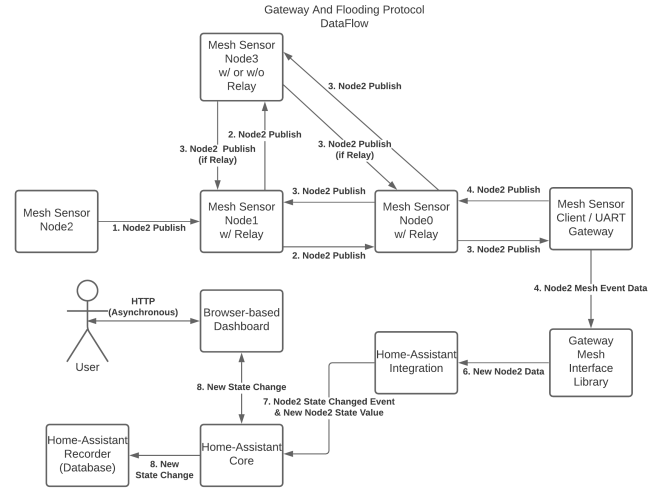 Gateway And Flooding Protocol
DataFlow
Mesh Sensor
Node3
w/ or w/o
Relay
3. Node2 Publish
2. Node2 Publish
3. Node2 Publish
(if Relay)
3. Node2 Publish
(if Relay)
Mesh Sensor
Node2
1. Node2 Publish
Mesh Sensor
Node1
w/ Relay
3. Node2 Publish
2. Node2 Publish
Mesh Sensor
Node0
w/ Relay
4. Node2 Publish
3. Node2 Publish
Mesh Sensor
Client / UART
Gateway
4. Node2 Mesh Event Data
User
HTTP
(Asynchronous)
Browser-based
Dashboard
Home-Assistant
Integration
6. New Node2 Data
Gateway
Mesh
Interface
Library
8. New State Change
7. Node2 State Changed Event
& New Node2 State Value
Home-Assistant
Recorder
(Database)
8. New
State Change
Home-Assistant
Core